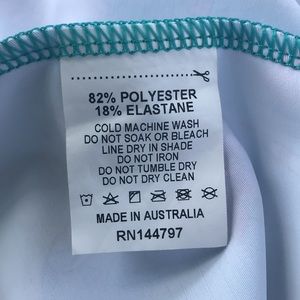 82% POLYESTER
18% ELASTANE
COLD MACHINE WASH
DO NOT SOAK OR BLEACH
LINE DRY IN SHADE
DO NOT IRON
DO NOT TUMBLE DRY
DO NOT DRY CLEAN
MADE IN AUSTRALIA
RN144797